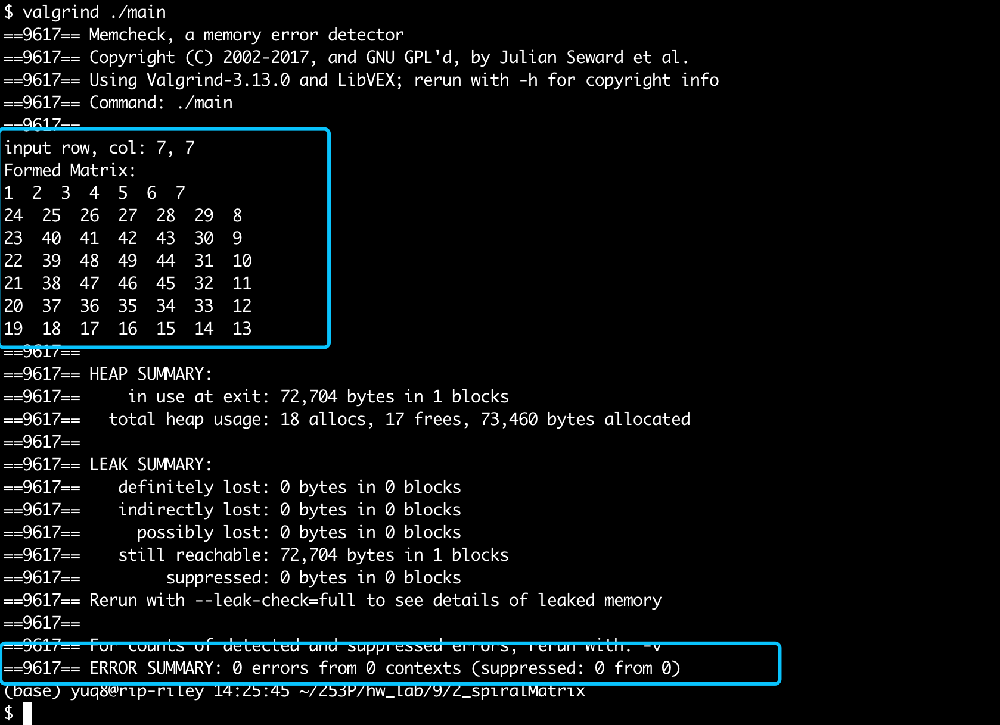 $ valgrind ./main
==9617== Memcheck, a memory error detector
==9617== Copyright (C) 2002-2017, and GNU GPL'd, by Julian Seward et al.
==9617== Using Valgrind-3.13.0 and LibVEX; rerun with -h for copyright info
==9617== Command: ./main
==9617==
input row, col: 7, 7
Formed Matrix:
1  2  3  4  5  6  7
24  25  26  27  28  29  8
23  40  41  42  43  30  9
22  39  48  49  44  31  10
21  38  47  46  45  32  11
20  37  36  35  34  33  12
19  18  17  16  15  14  13
==9617==
==9617== HEAP SUMMARY:
==9617==     in use at exit: 72,704 bytes in 1 blocks
==9617==   total heap usage: 18 allocs, 17 frees, 73,460 bytes allocated
==9617==
==9617== LEAK SUMMARY:
==9617==    definitely lost: 0 bytes in 0 blocks
==9617==    indirectly lost: 0 bytes in 0 blocks
==9617==      possibly lost: 0 bytes in 0 blocks
==9617==    still reachable: 72,704 bytes in 1 blocks
==9617==         suppressed: 0 bytes in 0 blocks
==9617== Rerun with --leak-check=full to see details of leaked memory
==9617==
==9617== For counts of detected and suppressed errors, rerun with: -v
==9617== ERROR SUMMARY: 0 errors from 0 contexts (suppressed: 0 from 0)
(base) yuq8@rip-riley 14:25:45 ~/253P/hw_lab/9/2_spiralMatrix
$